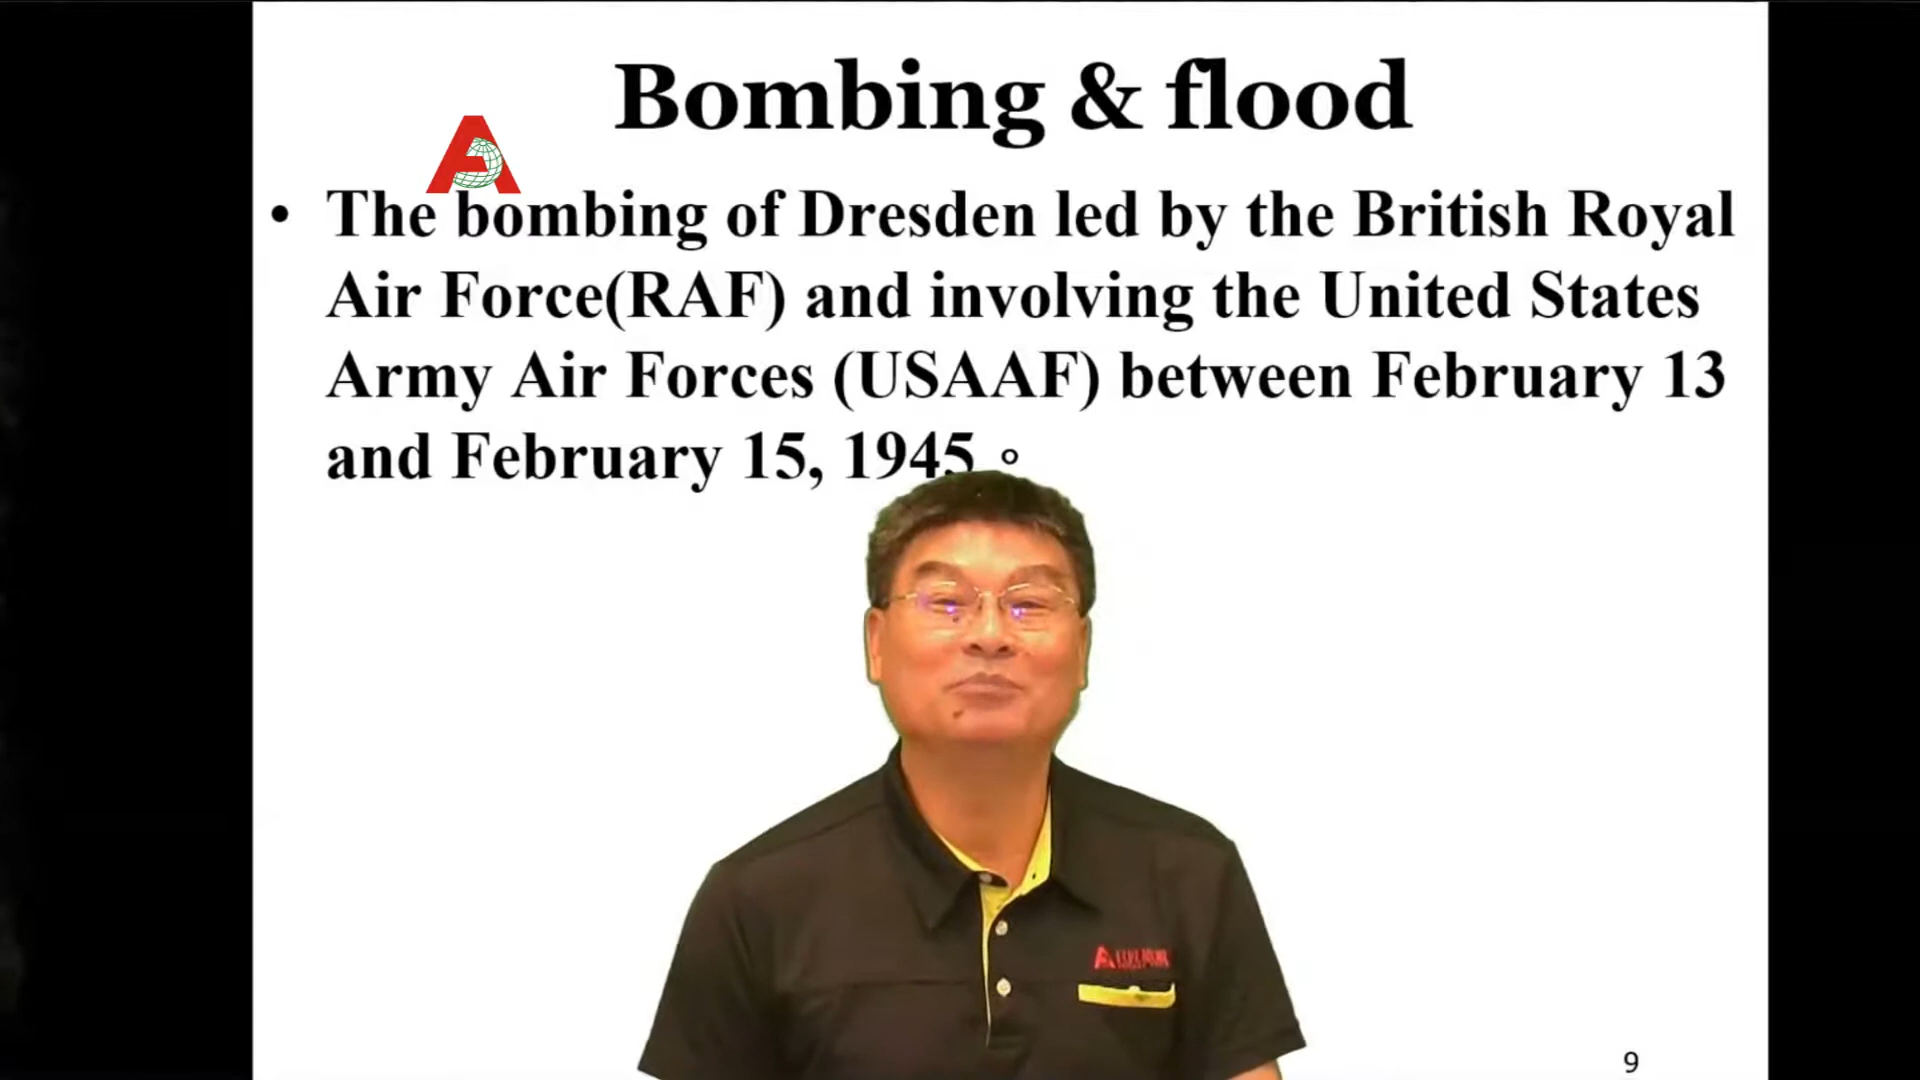 Bombing & flood
• The bombing of Dresden led by the British Royal
Air Force(RAF) and involving the United States
Army Air Forces (USAAF) between February 13
and February 15, 1945。
9